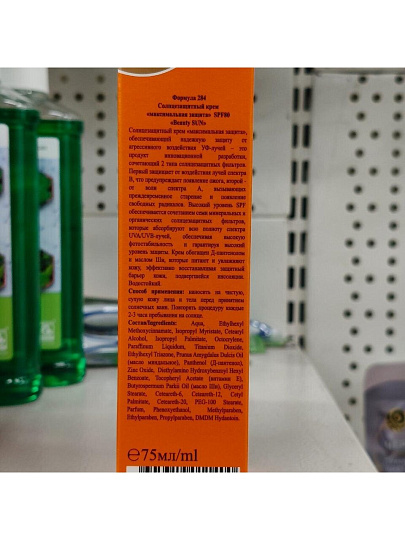 Формула 284
Солнцезащитный крем
«максимальная защита» SPF80
«Beauty SUN»
Солнцезащитный крем «максимальная защита»,
обеспечивающий надежную защиту от
агрессивного воздействия УФ-лучей – это
продукт инновационной разработки,
сочетающий 2 типа солнцезащитных фильтров.
Первый защищает от воздействия лучей спектра
В, что предупреждает появление ожога, второй -
от волн спектра А, вызывающих
преждевременное старение и появление
свободных радикалов. Высокий уровень SPF
обеспечивается сочетанием семи минеральных и
органических солнцезащитных фильтров,
которые абсорбируют всю полноту спектра
UVA/UVB-лучей, обеспечивая высокую
фотостабильность и гарантируя высокий
уровень защиты. Крем обогащен Д-пантенолом
и маслом Ши, которые питают и увлажняют
кожу, эффективно восстанавливая защитный
барьер кожи, подвергшейся инсоляции.
Водостойкий.
Способ применения: наносить на чистую,
сухую кожу лица и тела перед принятием
солнечных ванн. Повторять процедуру каждые
2-3 часа пребывания на солнце.
Состав/Ingredients: Aqua, Ethylhexyl
Methoxycinnamate, Isopropyl Myristate, Cetearyl
Alcohol, Isopropyl Palmitate, Ozonrylene,
Paraffinum Liquidum, Titanium Dioxide,
Ethylhexyl Triazone, Prunus Amygdalus Dulcis Oil
(масло миндальное), Panthenol (Д-пантенол),
Zinc Oxide, Diethylamino Hydroxybenzoyl Hexyl
Benzoate, Tocopheryl Acetate (витамин Е),
Butyrospermum Parkii Oil (масло Ши), Glyceryl
Stearate, Ceteareth-6, Ceteareth-12, Cetyl
Palmitate, Ceteareth-20, PEG-100 Stearate,
Parfum, Phenoxyethanol, Methylparaben,
Ethylparaben, Propylparaben, DMDM Hydantoin.
℮75мл/ml